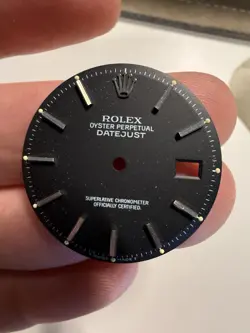 ROLEX
OYSTER PERPETUAL
DATEJUST
SUPERLATIVE CHRONOMETER
OFFICIALLY CERTIFIED